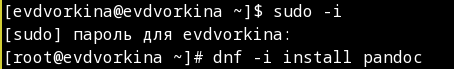 [evdvorkina@evdvorkina ~]$ sudo -i
[sudo] пароль для evdvorkina:
[root@evdvorkina ~]# dnf -i install pandoc